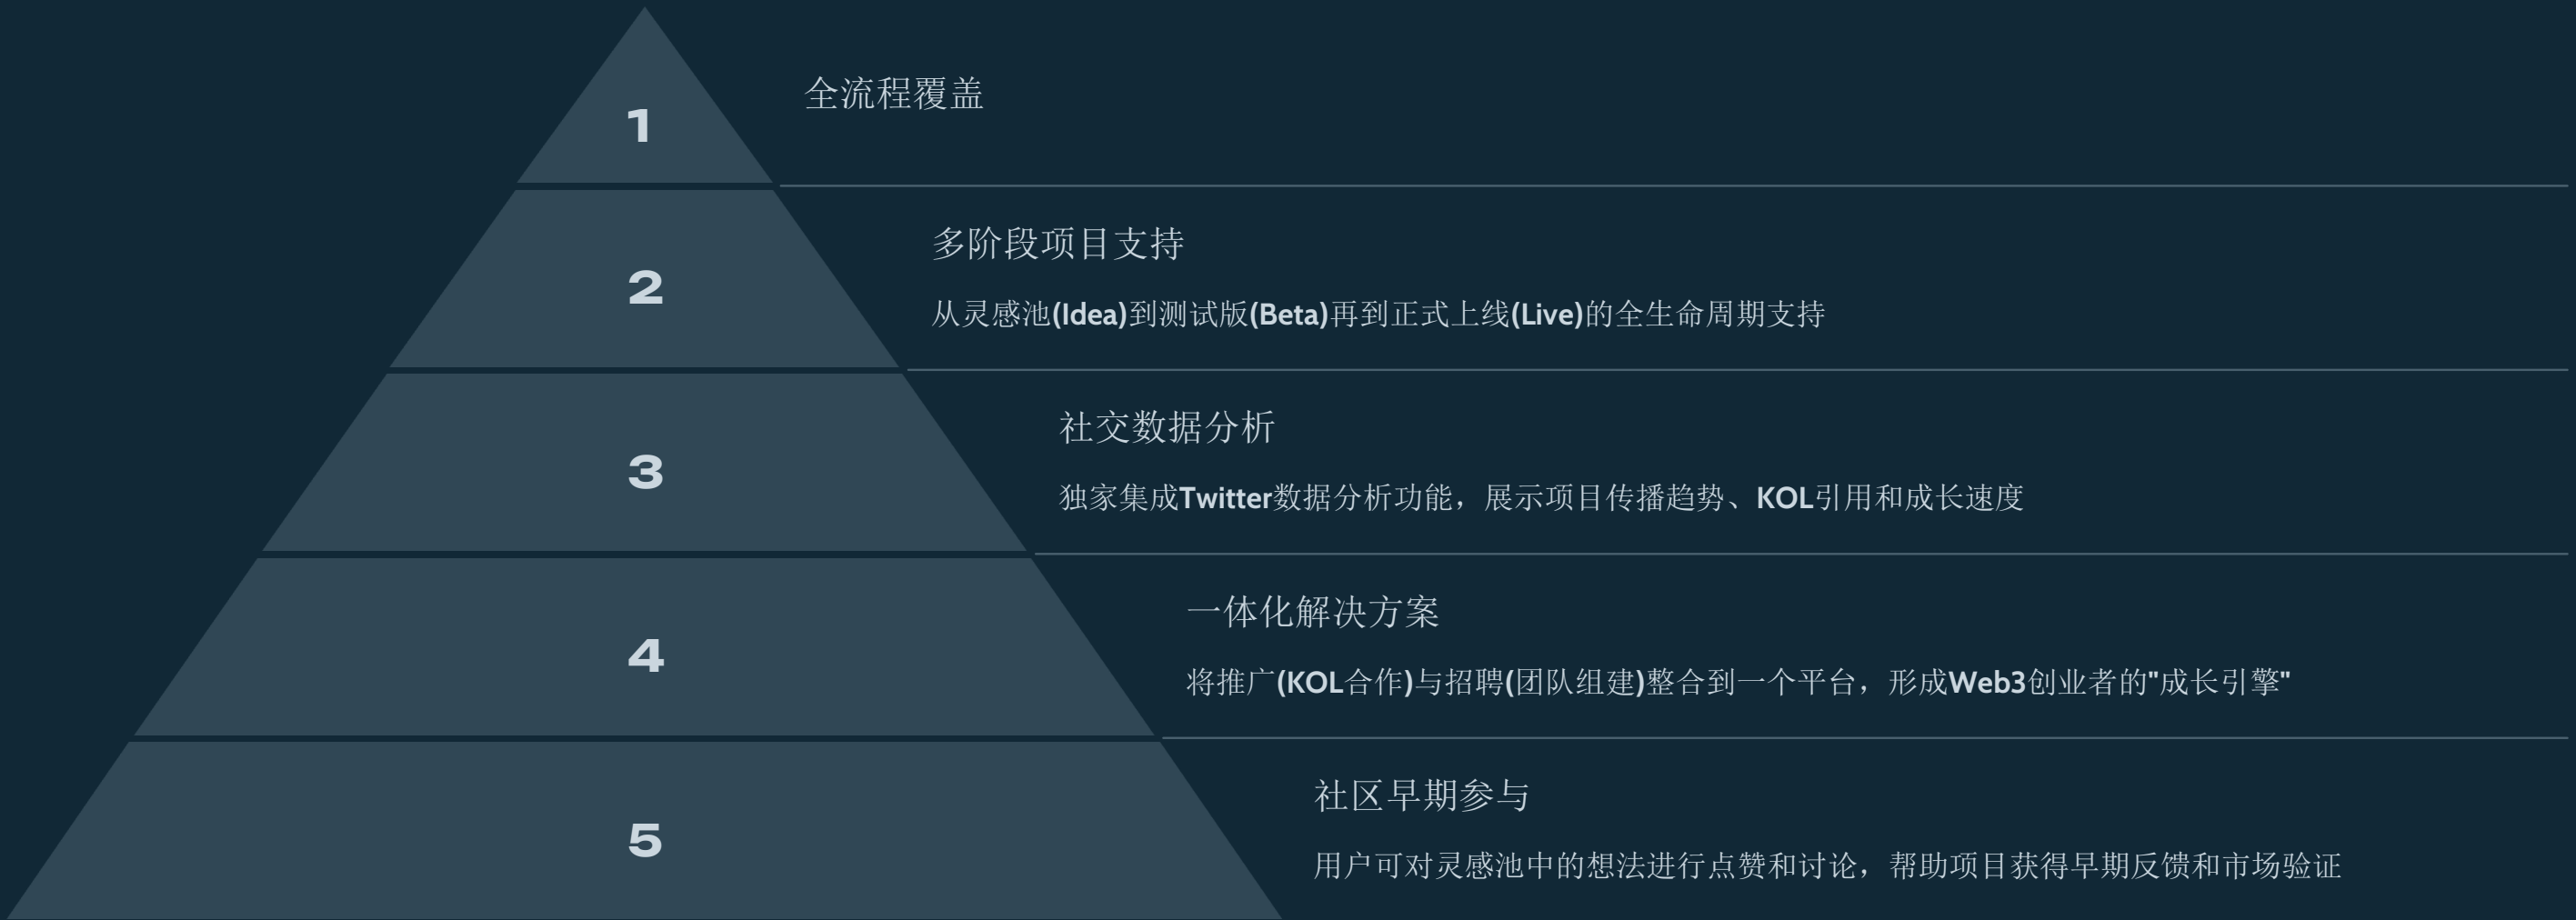 1
全流程覆盖
2
多阶段项目支持
从灵感池(Idea)到测试版(Beta)再到正式上线(Live)的全生命周期支持
3
社交数据分析
独家集成Twitter数据分析功能，展示项目传播趋势、KOL引用和成长速度
4
一体化解决方案
将推广(KOL合作)与招聘(团队组建)整合到一个平台，形成Web3创业者的"成长引擎"
5
社区早期参与
用户可对灵感池中的想法进行点赞和讨论，帮助项目获得早期反馈和市场验证